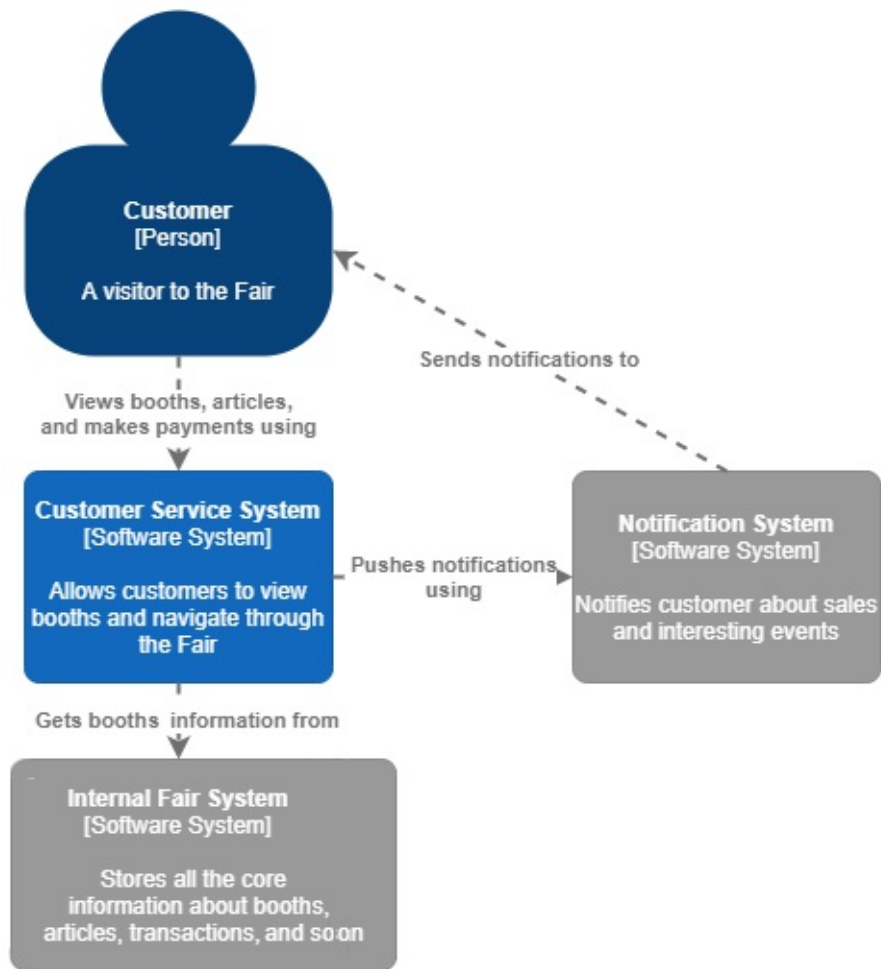 Customer
[Person]
A visitor to the Fair
Sends notifications to
Views booths, articles,
and makes payments using
Customer Service System
[Software System]
Allows customers to view
booths and navigate through
the Fair
Pushes notifications
using
Notification System
[Software System]
Notifies customer about sales
and interesting events
Gets booths information from
Internal Fair System
[Software System]
Stores all the core
information about booths,
articles, transactions, and so on